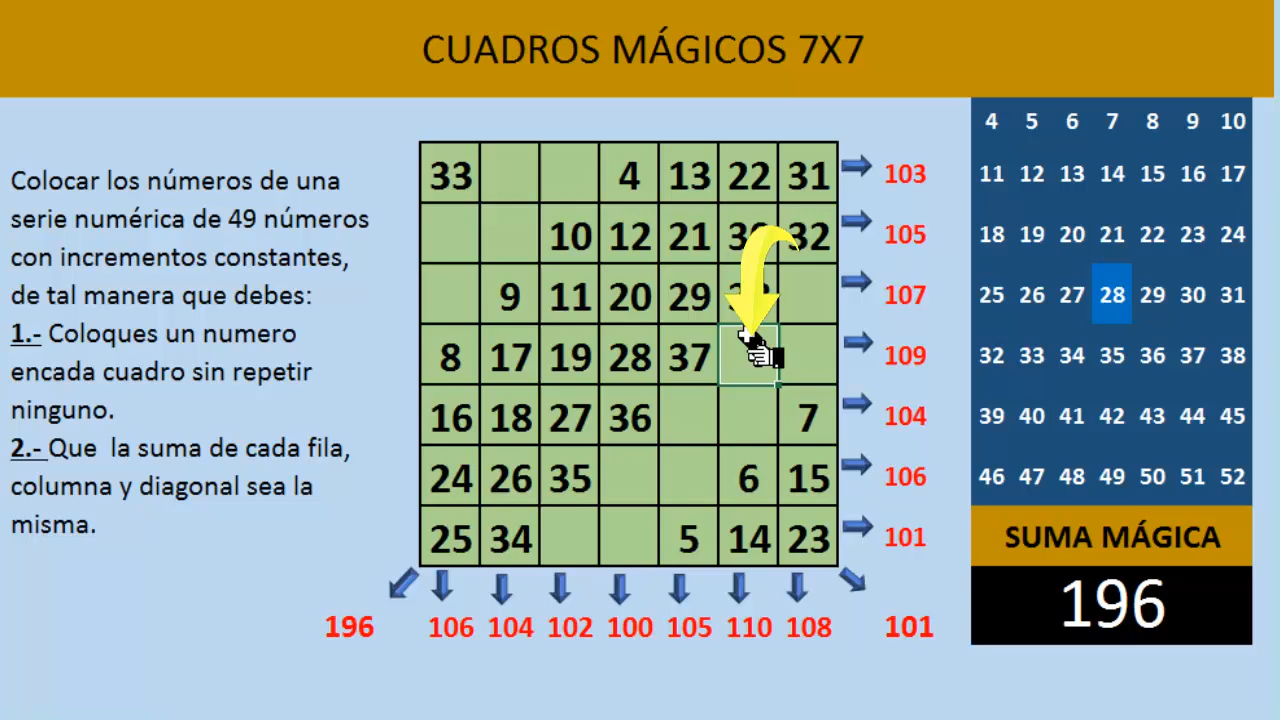 CUADROS MÁGICOS 7X7
Colocar los números de una
serie numérica de 49 números
con incrementos constantes,
de tal manera que debes:
1.- Coloques un numero
encada cuadro sin repetir
ninguno.
2.- Que la suma de cada fila,
columna y diagonal sea la
misma.
33 4 13 22 31 103
10 12 21 32 105
9 11 20 29 107
8 17 19 28 37 109
16 18 27 36 7 104
24 26 35 6 15 106
25 34 5 14 23 101
196 106 104 102 100 105 110 108 101
4 5 6 7 8 9 10
11 12 13 14 15 16 17
18 19 20 21 22 23 24
25 26 27 28 29 30 31
32 33 34 35 36 37 38
39 40 41 42 43 44 45
46 47 48 49 50 51 52
SUMA MÁGICA
196